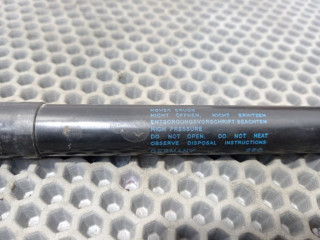 HOHER DRUCK
NICHT ÖFFNEN, NICHT ERHITZEN
ENTSORGUNGSVORSCHRIFT BEACHTEN
HIGH PRESSURE
DO NOT OPEN, DO NOT HEAT
OBSERVE DISPOSAL INSTRUCTIONS
GERMANY